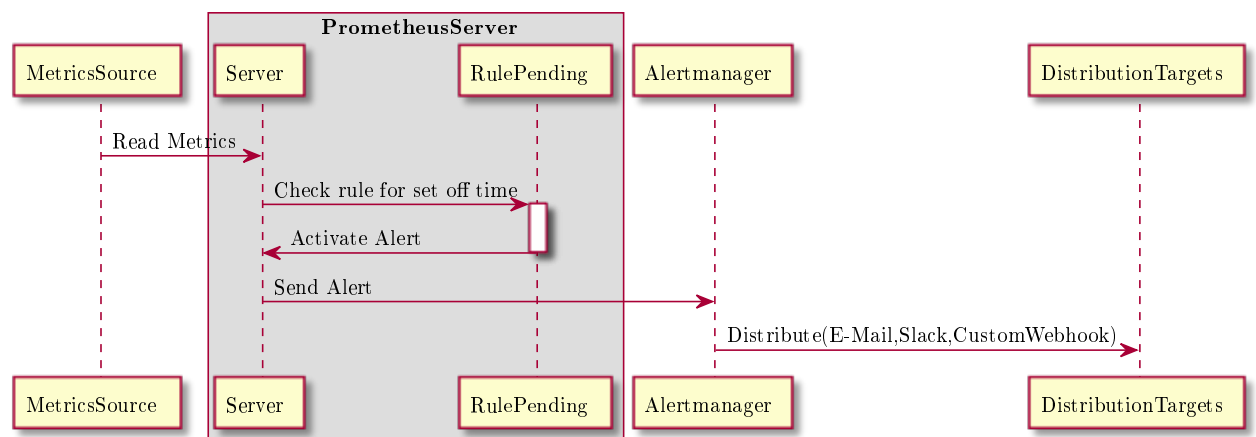 PrometheusServer
MetricsSource
Server
RulePending
Alertmanager
DistributionTargets
Read Metrics
Check rule for set off time
Activate Alert
Send Alert
Distribute(E-Mail,Slack,CustomWebhook)
MetricsSource
Server
RulePending
Alertmanager
DistributionTargets